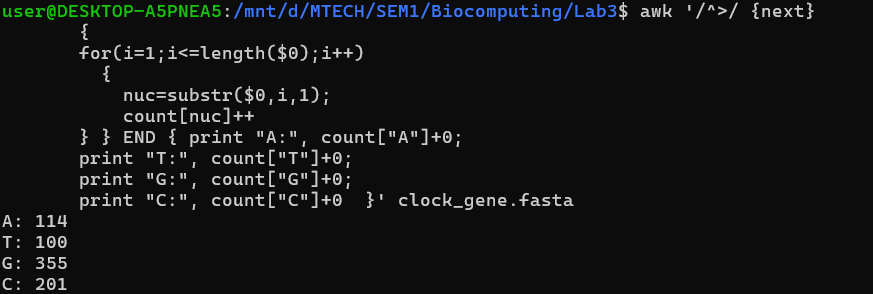 user@DESKTOP-A5PNEA5:/mnt/d/MTECH/SEM1/Biocomputing/Lab3$ awk '/^>/ {next}
{
for(i=1;i<=length($0);i++)
{
nuc=substr($0,i,1);
count[nuc]++
} } END { print "A:", count["A"]+0;
print "T:", count["T"]+0;
print "G:", count["G"]+0;
print "C:", count["C"]+0  }' clock_gene.fasta
A: 114
T: 100
G: 355
C: 201